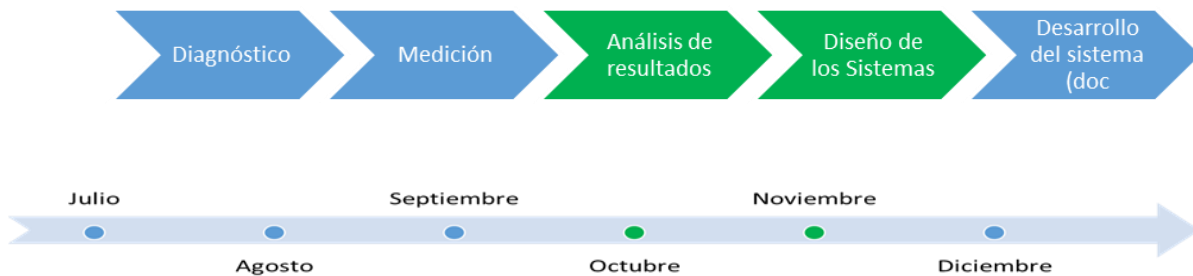 Diagnóstico
Medición
Análisis de
resultados
Diseño de
los Sistemas
Desarrollo
del sistema
(doc
Julio
Septiembre
Noviembre
Agosto
Octubre
Diciembre